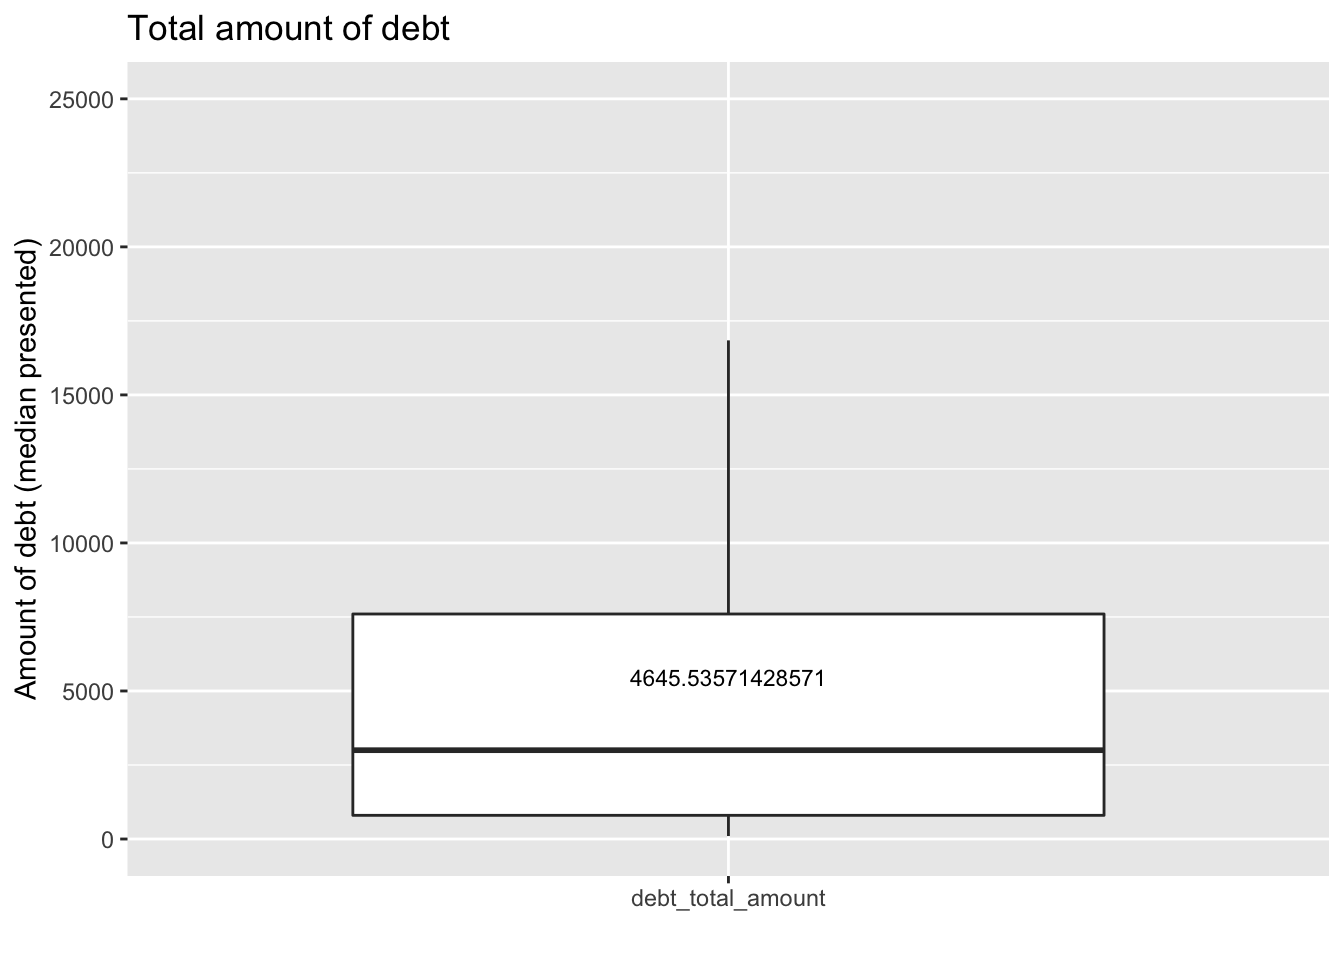 Total amount of debt
Amount of debt (median presented)
25000
20000
15000
10000
5000
0
4645.53571428571
debt_total_amount